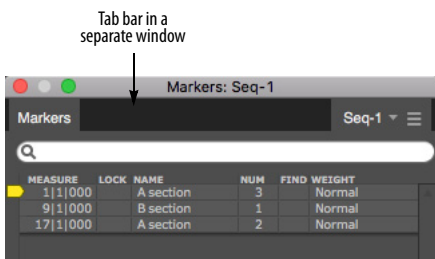 Tab bar in a
separate window
Markers: Seq-1
Markers Seq-1
MEASURE LOCK NAME NUM FIND WEIGHT
1|1|000 A section 3 Normal
9|1|000 B section 1 Normal
17|1|000 A section 2 Normal